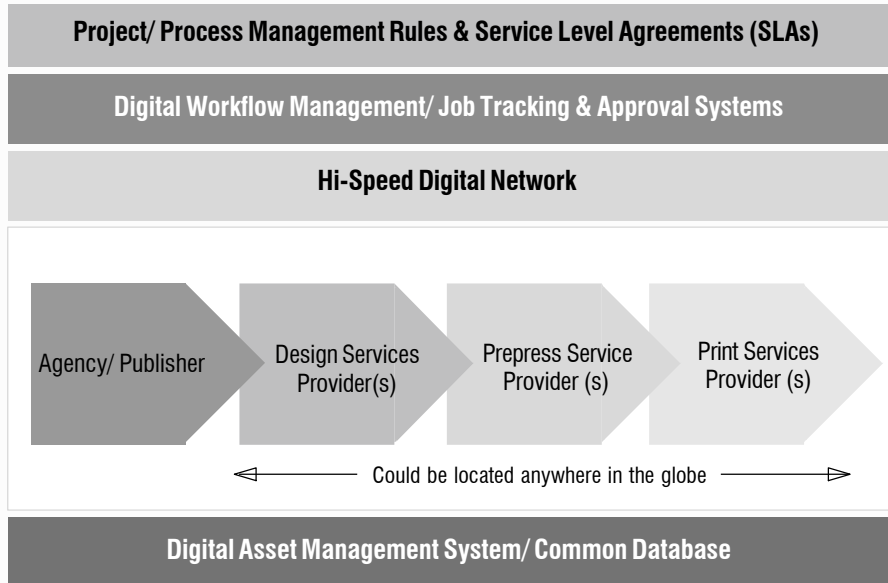 Project/ Process Management Rules & Service Level Agreements (SLAs)
Digital Workflow Management/ Job Tracking & Approval Systems
Hi-Speed Digital Network
Agency/ Publisher
Design Services
Provider(s)
Prepress Service
Provider (s)
Print Services
Provider (s)
Could be located anywhere in the globe
Digital Asset Management System/ Common Database